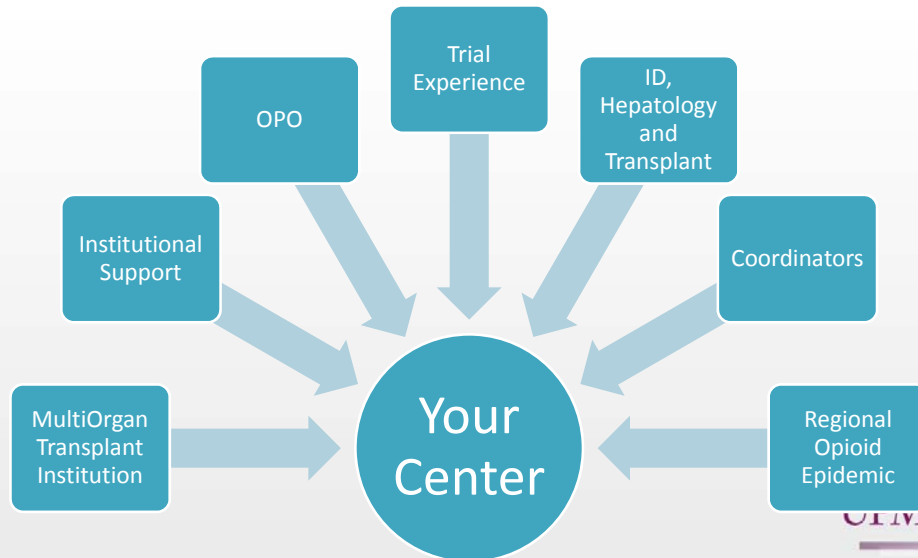 Trial
Experience
OPO
ID,
Hepatology
and
Transplant
Institutional
Support
Coordinators
MultiOrgan
Transplant
Institution
Your
Center
Regional
Opioid
Epidemic